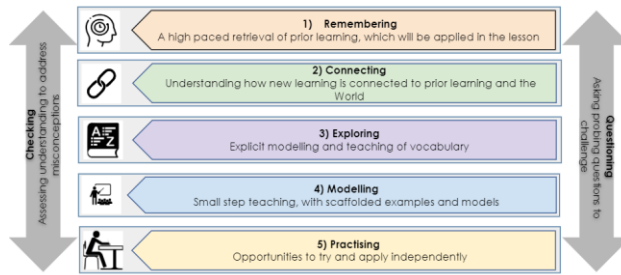 Checking
Assessing understanding to address
misconceptions
1) Remembering
A high paced retrieval of prior learning, which will be applied in the lesson
2) Connecting
Understanding how new learning is connected to prior learning and the
World
A Z
3) Exploring
Explicit modelling and teaching of vocabulary
4) Modelling
Small step teaching, with scaffolded examples and models
5) Practising
Opportunities to try and apply independently
Questioning
Asking probing questions to
challenge